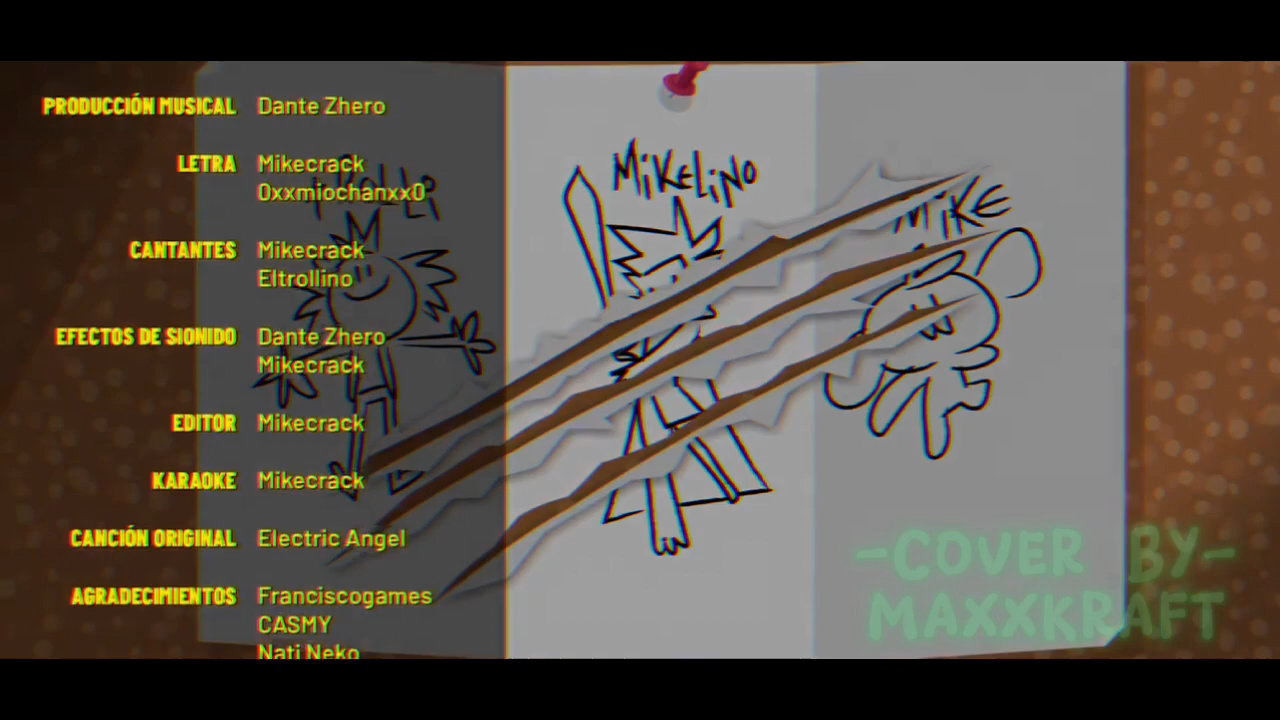 PRODUCCIÓN MUSICAL Dante Zhero
LETRA Mikecrack
0xxmiochanxx0
CANTANTES Mikecrack
Eltrollino
EFECTOS DE SIONIDO Dante Zhero
Mikecrack
EDITOR Mikecrack
KARAOKE Mikecrack
CANCIÓN ORIGINAL Electric Angel
AGRADECIMIENTOS Franciscogames
CASMY
Nati Neko
MiKELiNO
MiKE
-COVER BY-
MAXXKRAFT